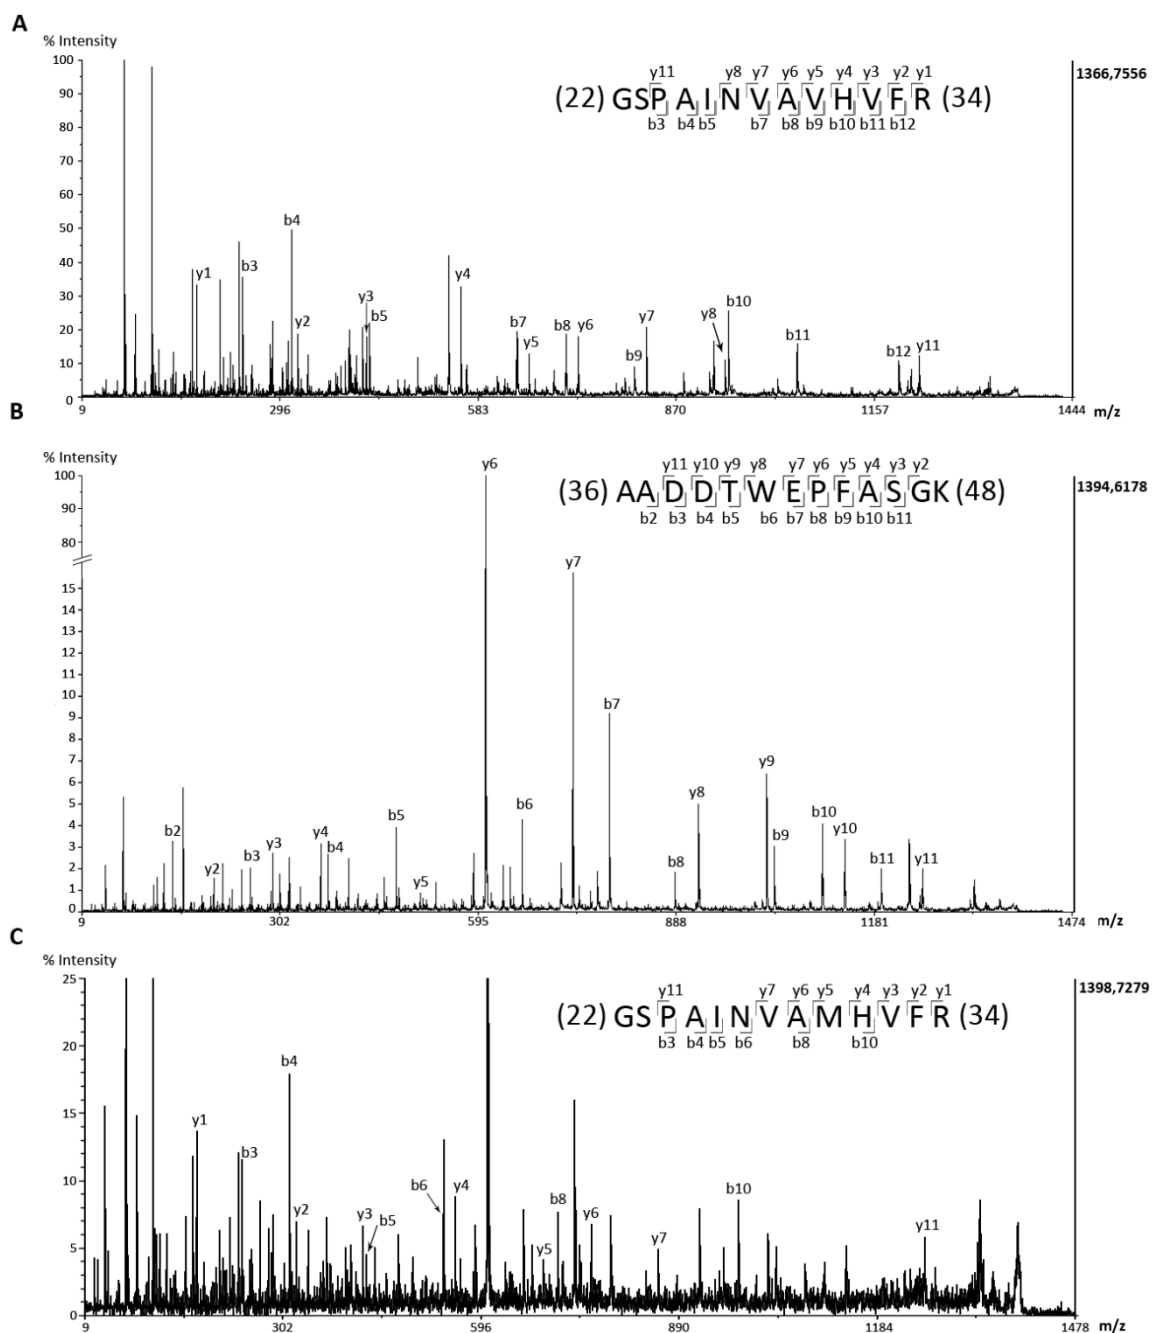 A
% Intensity
100
90
80
70
60
50
40
30
20
10
0
y11 y8 y7 y6 y5 y4 y3 y2 y1
(22) GSPAINVAVHVFR (34)
b3 b4 b5 b7 b8 b9 b10 b11 b12
1366,7556
y1 b3 b4 y2 y3 b5 y4 b7 y5 b8 y6 b9 y7 y8 b10 b11 b12 y11
9 296 583 870 1157 1444 m/z
B
% Intensity
100
90
80
15
14
13
12
11
10
9
8
7
6
5
4
3
2
1
0
y11 y10 y9 y8 y7 y6 y5 y4 y3 y2
(36) AADDTWEPFASGK (48)
b2 b3 b4 b5 b6 b7 b8 b9 b10 b11
1394,6178
b2 y2 b3 y3 y4 b4 b5 y5 y6 b6 y7 b7 b8 y8 y9 b9 b10 y10 b11 y11
9 302 595 888 1181 1474 m/z
C
% Intensity
25
20
15
10
5
0
y11 y7 y6 y5 y4 y3 y2 y1
(22) GSPAINVAMHVFR (34)
b3 b4 b5 b6 b8 b10
1398,7279
y1 b3 b4 y2 y3 b5 b6 y4 y5 b8 y6 y7 b10 y11
9 302 596 890 1184 1478 m/z